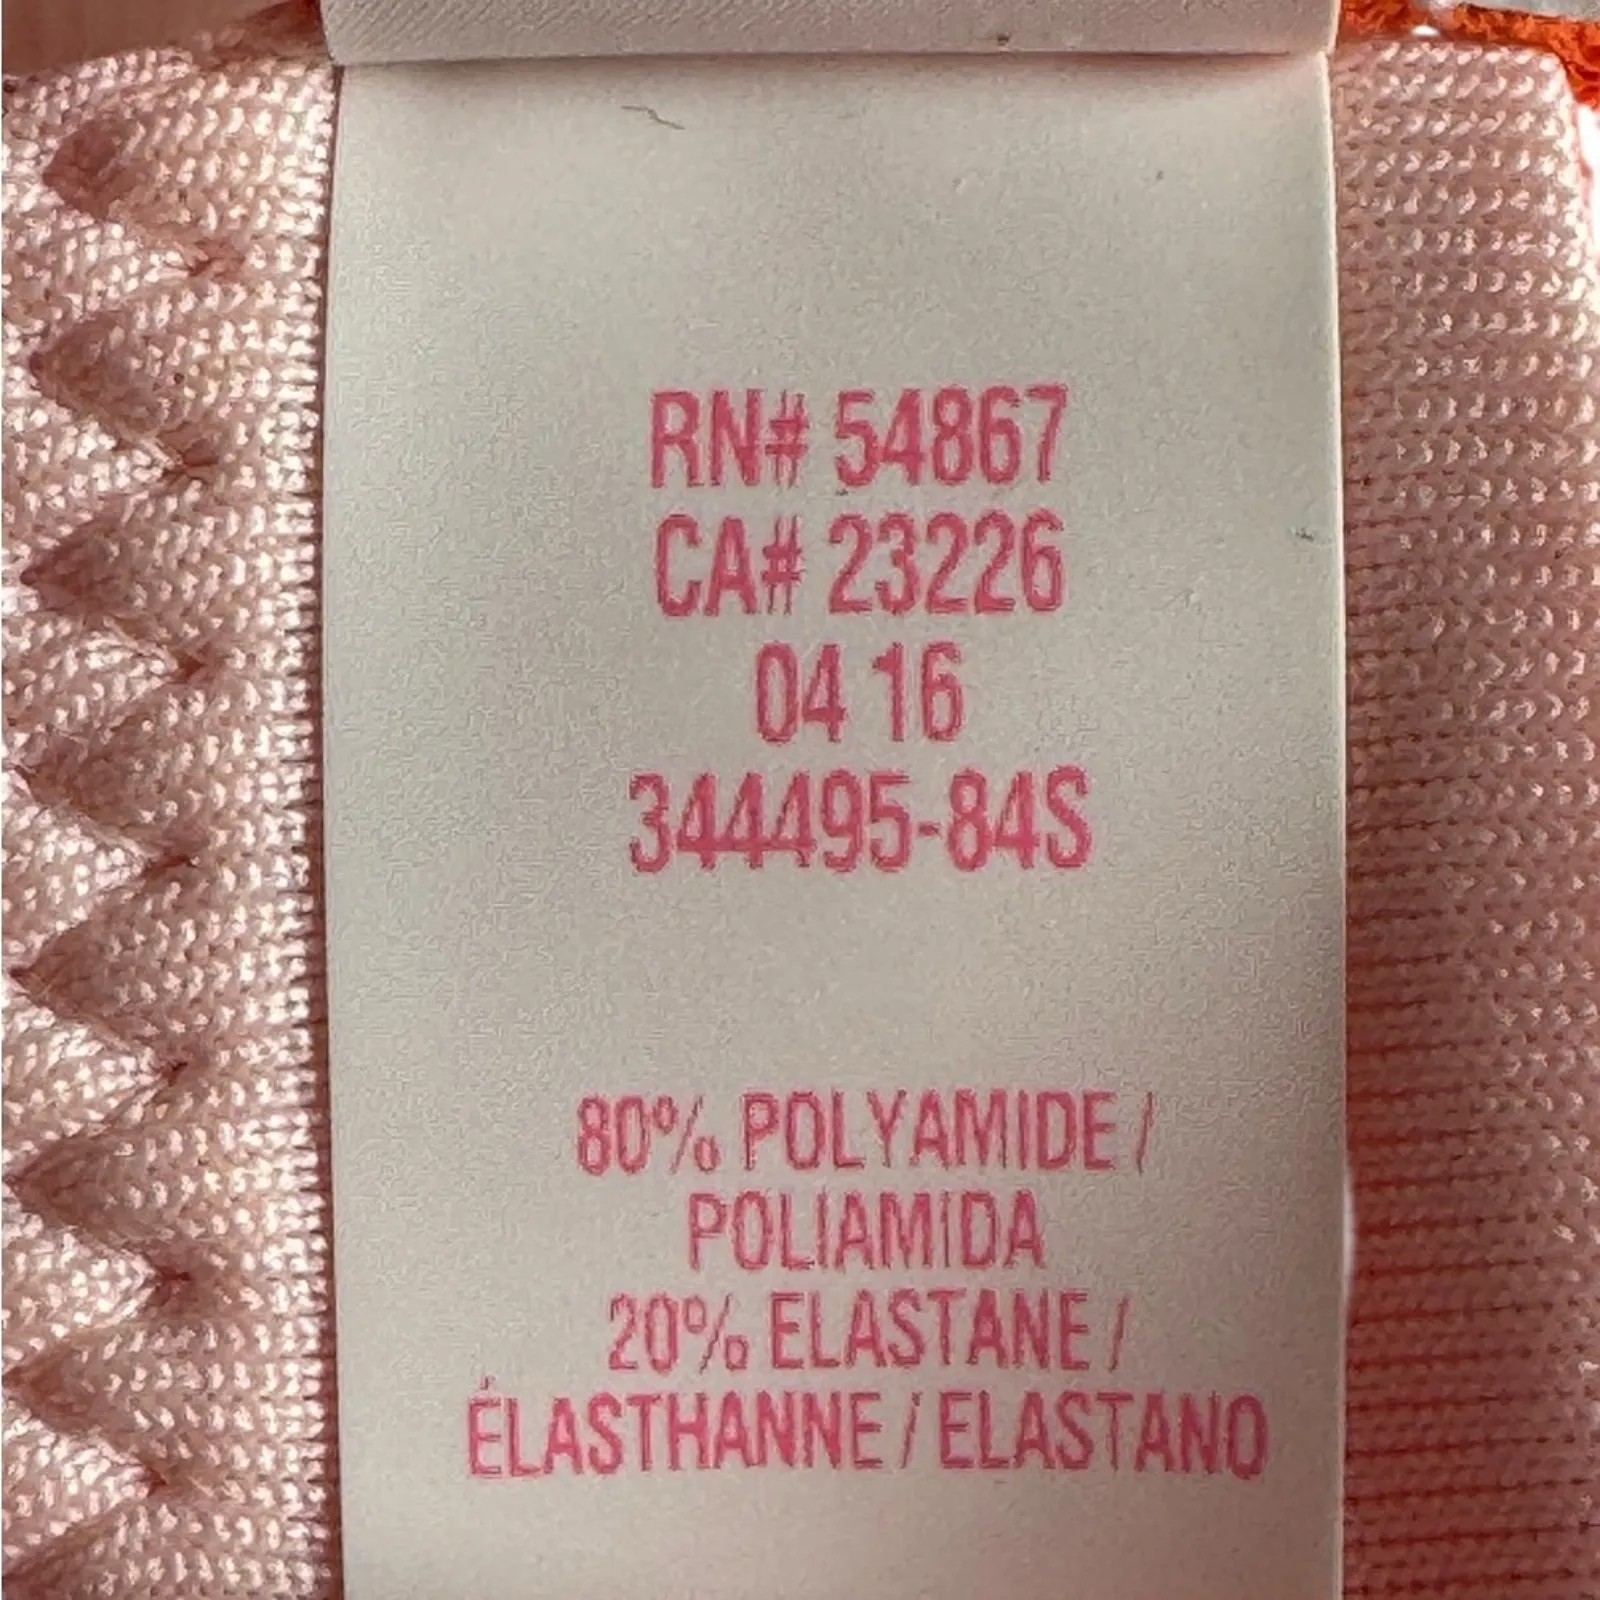 RN# 54867
CA# 23226
04 16
344495-84S
80% POLYAMIDE /
POLIAMIDA
20% ELASTANE /
ÉLASTHANNE / ELASTANO